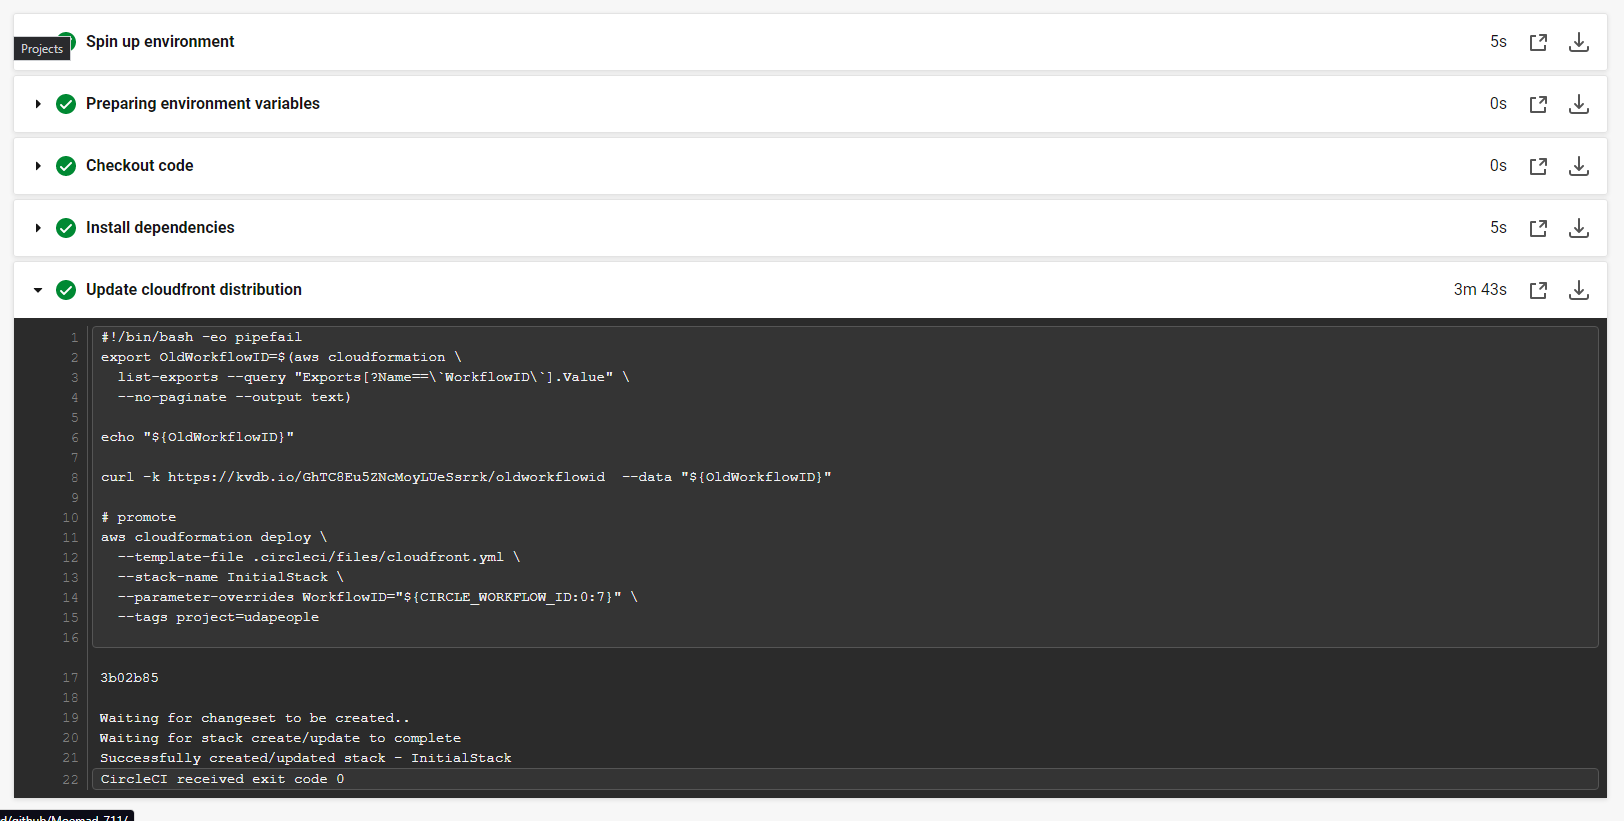 Projects
Spin up environment 5s
Preparing environment variables 0s
Checkout code 0s
Install dependencies 5s
Update cloudfront distribution 3m 43s
1 #!/bin/bash -eo pipefail
2 export OldWorkflowID=$(aws cloudformation \
3 list-exports --query "Exports[?Name==\`WorkflowID\`].Value" \
4 --no-paginate --output text)
5
6 echo "${OldWorkflowID}"
7
8 curl -k https://kvdb.io/GhTC8Eu5ZNcMoyLUeSsrrk/oldworkflowid --data "${OldWorkflowID}"
9
10 # promote
11 aws cloudformation deploy \
12 --template-file .circleci/files/cloudfront.yml \
13 --stack-name InitialStack \
14 --parameter-overrides WorkflowID="${CIRCLE_WORKFLOW_ID:0:7}" \
15 --tags project=udapeople
16
17 3b02b85
18
19 Waiting for changeset to be created..
20 Waiting for stack create/update to complete
21 Successfully created/updated stack - InitialStack
22 CircleCI received exit code 0